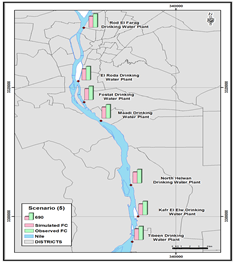 Rod El Farag
Drinking Water Plant
El Roda Drinking
Water Plant
Fostat Drinking
Water Plant
Maadi Drinking
Water Plant
North Helwan
Drinking Water Plant
Kafr El Elw Drinking
Water Plant
Tibeen Drinking
Water Plant
Scenario (5)
Simulated FC
Observed FC
Nile
DISTRICTS